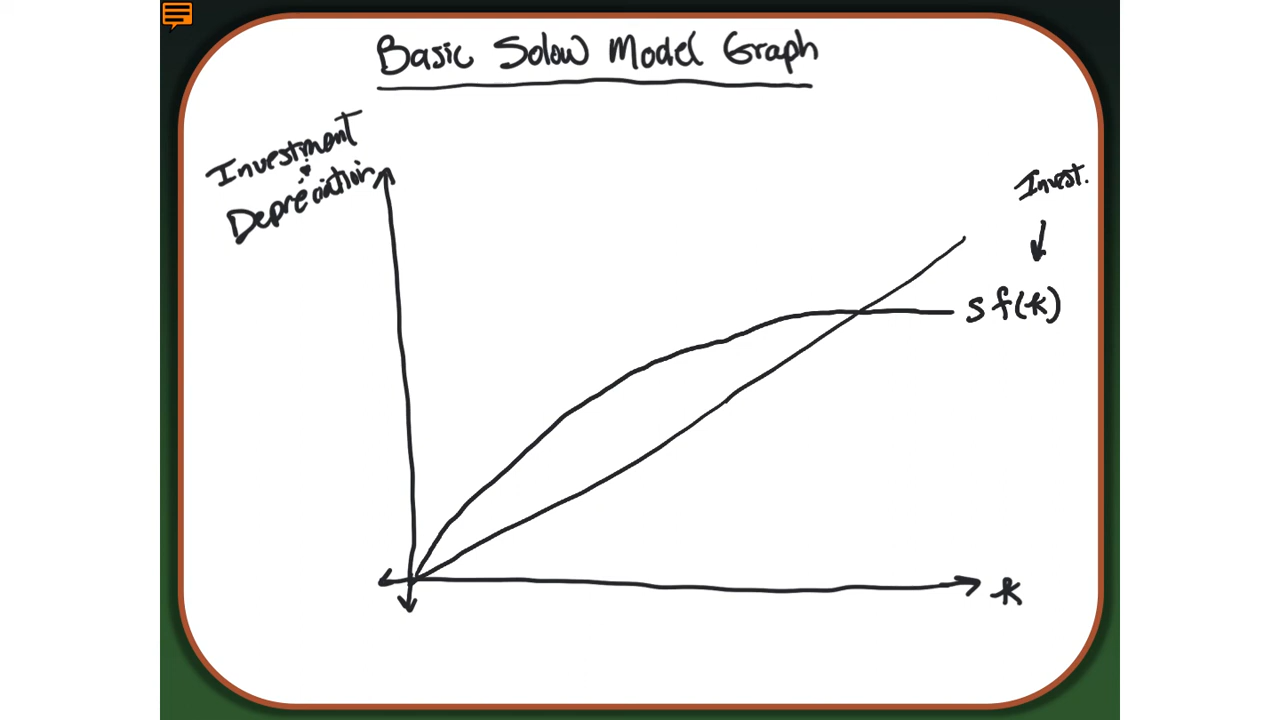 Basic Solow Model Graph
Investment
Depreciation
Invest.
s f(k)
k